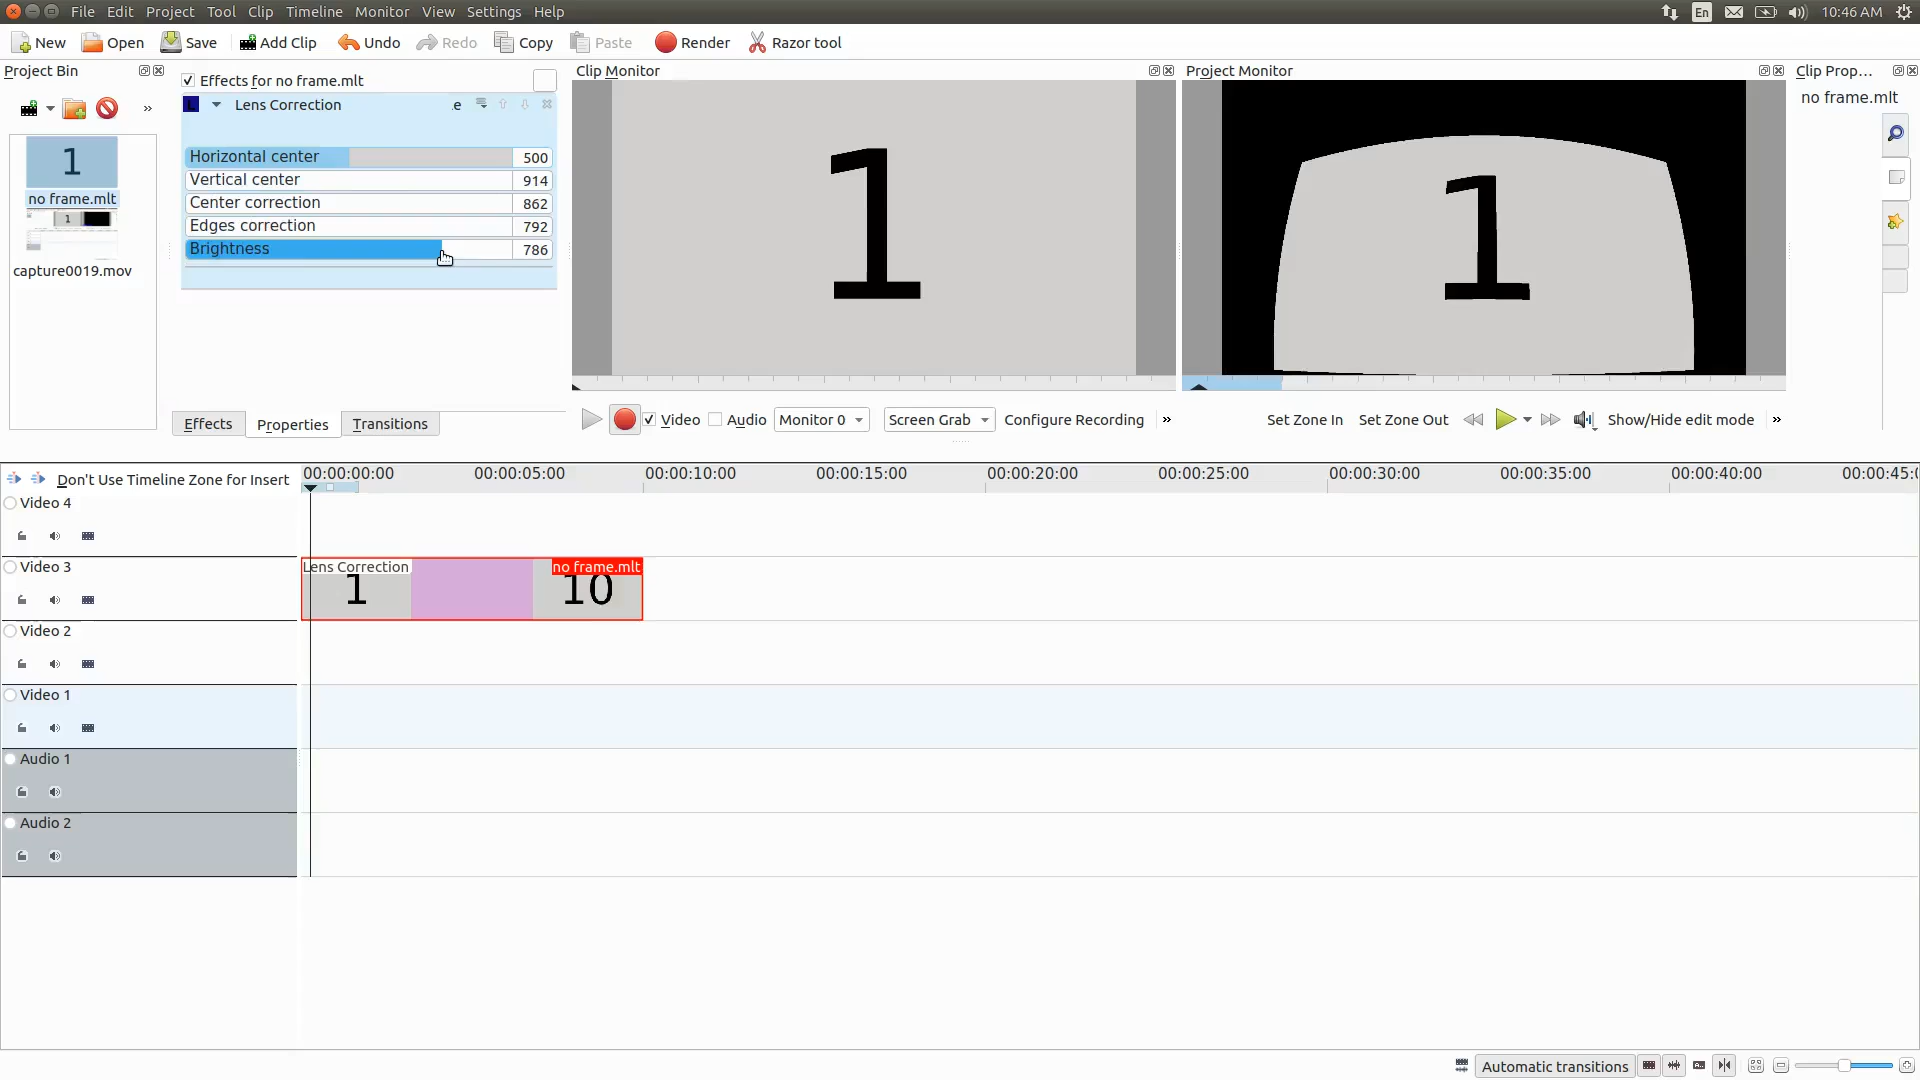 File Edit Project Tool Clip Timeline Monitor View Settings Help
En
10:46 AM
New Open Save Add Clip Undo Redo Copy Paste Render Razor tool
Project Bin
Effects for no frame.mlt
Clip Monitor
Project Monitor
Clip Prop...
no frame.mlt
L Lens Correction .e
1
no frame.mlt
1
capture0019.mov
Horizontal center 500
Vertical center 914
Center correction 862
Edges correction 792
Brightness 786
1
1
Effects Properties Transitions
Video Audio Monitor 0 Screen Grab Configure Recording »
Set Zone In Set Zone Out Show/Hide edit mode »
Don't Use Timeline Zone for Insert
00:00:00:00 00:00:05:00 00:00:10:00 00:00:15:00 00:00:20:00 00:00:25:00 00:00:30:00 00:00:35:00 00:00:40:00 00:00:45:
Video 4
Video 3
Lens Correction no frame.mlt
1 10
Video 2
Video 1
Audio 1
Audio 2
Automatic transitions